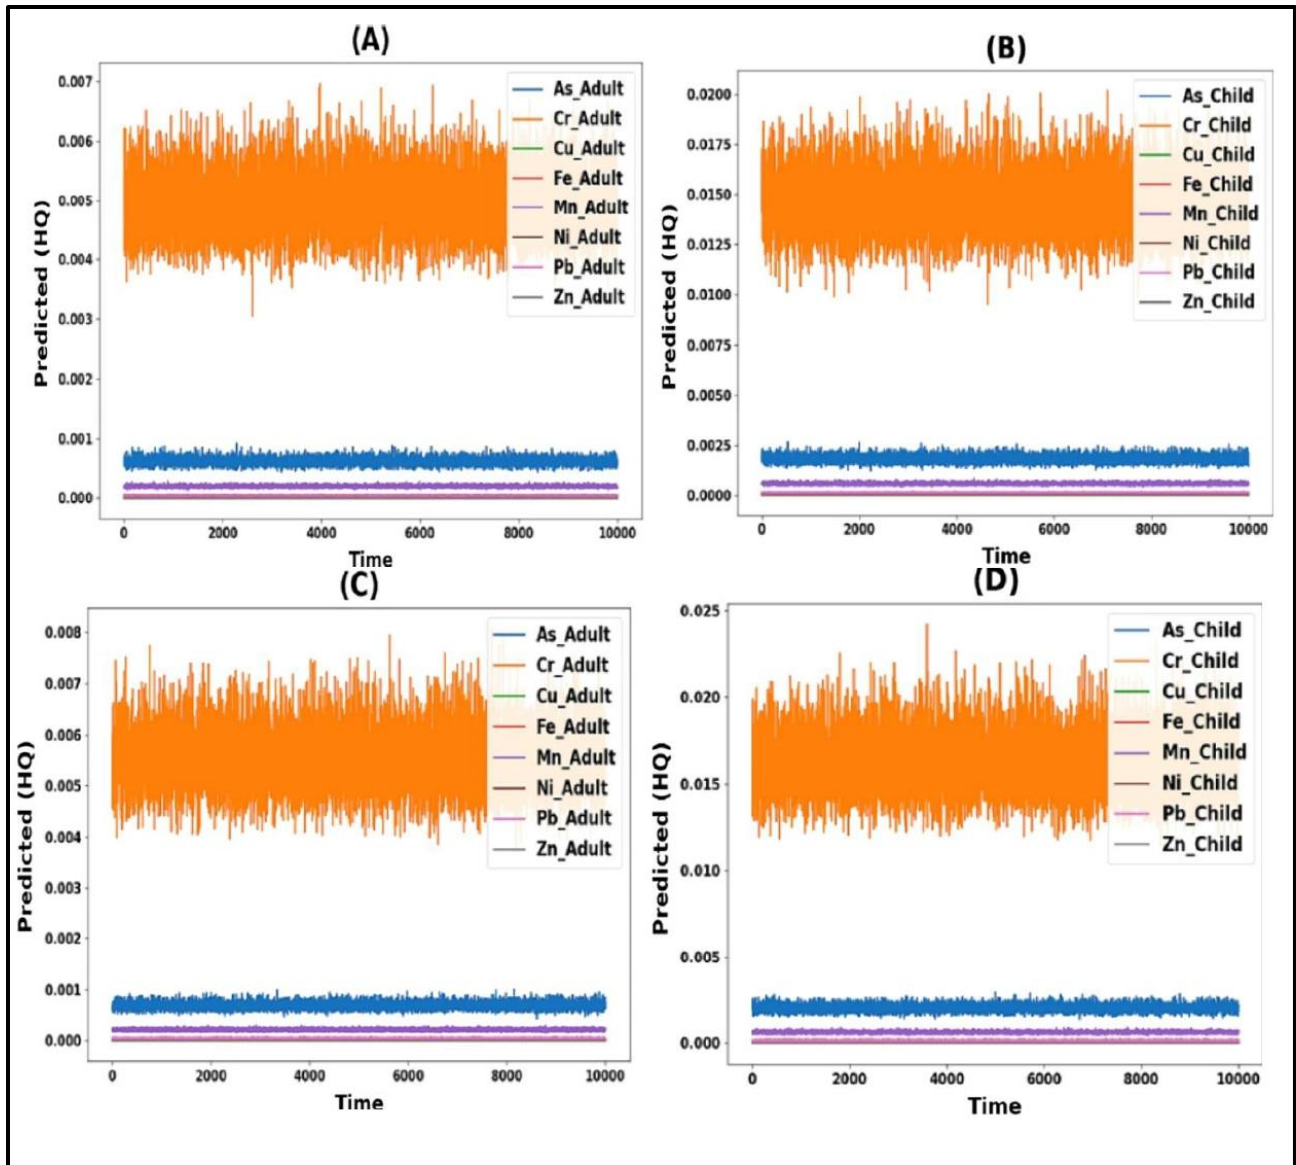 (A)
Predicted (HQ)
0.007
0.006
0.005
0.004
0.003
0.002
0.001
0.000
As_Adult
Cr_Adult
Cu_Adult
Fe_Adult
Mn_Adult
Ni_Adult
Pb_Adult
Zn_Adult
0 2000 4000 6000 8000 10000
Time
(B)
Predicted (HQ)
0.0200
0.0175
0.0150
0.0125
0.0100
0.0075
0.0050
0.0025
0.0000
As_Child
Cr_Child
Cu_Child
Fe_Child
Mn_Child
Ni_Child
Pb_Child
Zn_Child
0 2000 4000 6000 8000 10000
Time
(C)
Predicted (HQ)
0.008
0.007
0.006
0.005
0.004
0.003
0.002
0.001
0.000
As_Adult
Cr_Adult
Cu_Adult
Fe_Adult
Mn_Adult
Ni_Adult
Pb_Adult
Zn_Adult
0 2000 4000 6000 8000 10000
Time
(D)
Predicted (HQ)
0.025
0.020
0.015
0.010
0.005
0.000
As_Child
Cr_Child
Cu_Child
Fe_Child
Mn_Child
Ni_Child
Pb_Child
Zn_Child
0 2000 4000 6000 8000 10000
Time